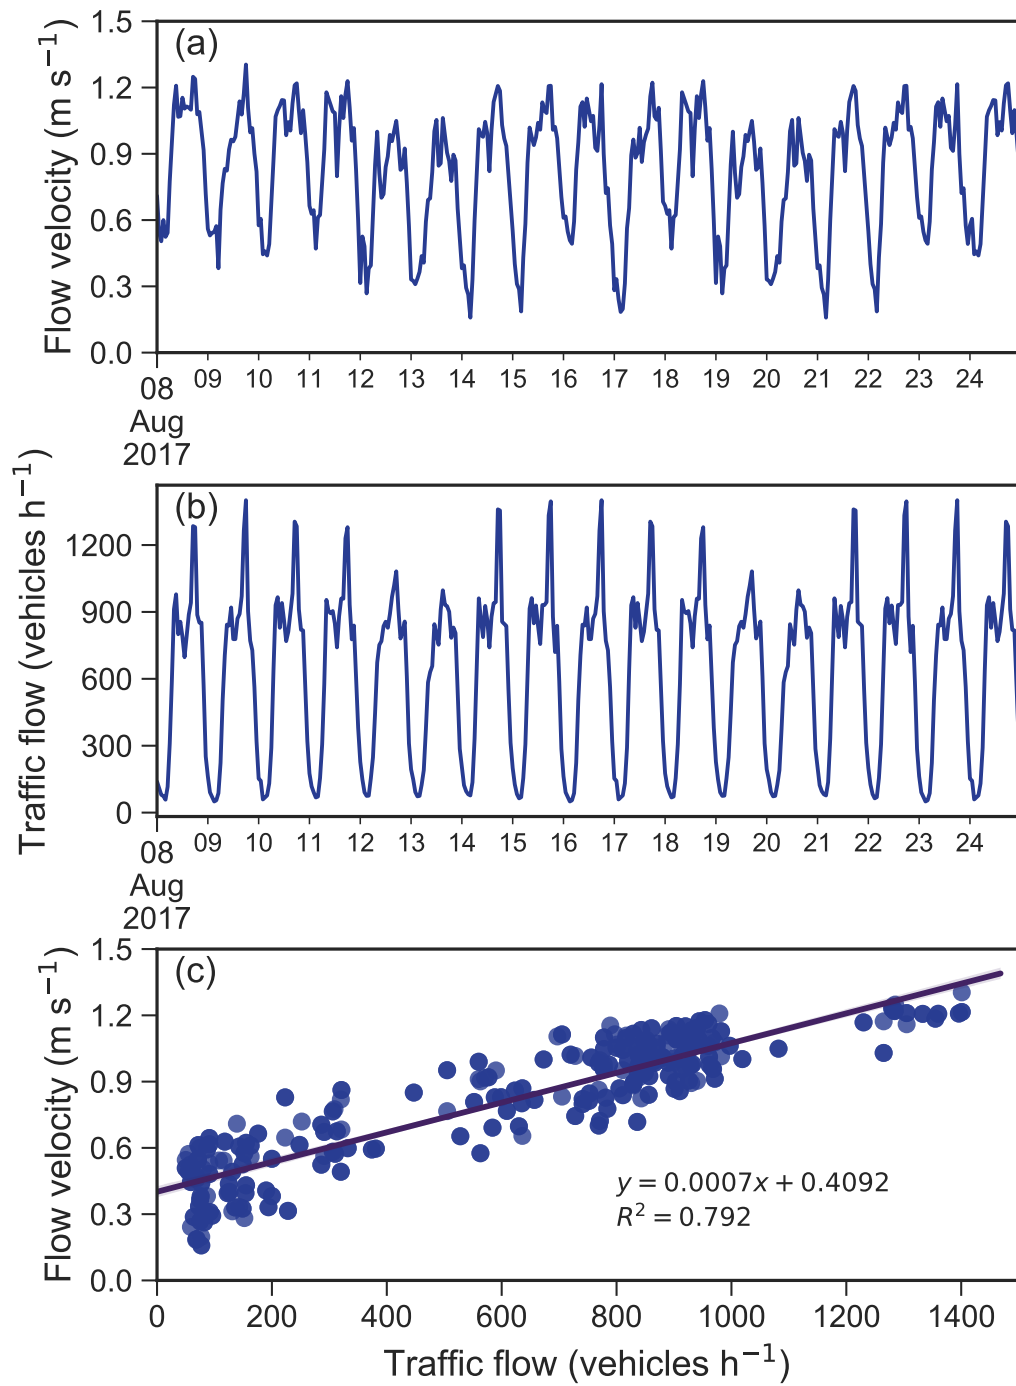 (a)
Flow velocity (m s⁻¹)
1.5
1.2
0.9
0.6
0.3
0.0
08 09 10 11 12 13 14 15 16 17 18 19 20 21 22 23 24
Aug
2017
(b)
Traffic flow (vehicles h⁻¹)
1200
900
600
300
0
08 09 10 11 12 13 14 15 16 17 18 19 20 21 22 23 24
Aug
2017
(c)
Flow velocity (m s⁻¹)
1.5
1.2
0.9
0.6
0.3
0.0
y = 0.0007x + 0.4092
R² = 0.792
0 200 400 600 800 1000 1200 1400
Traffic flow (vehicles h⁻¹)